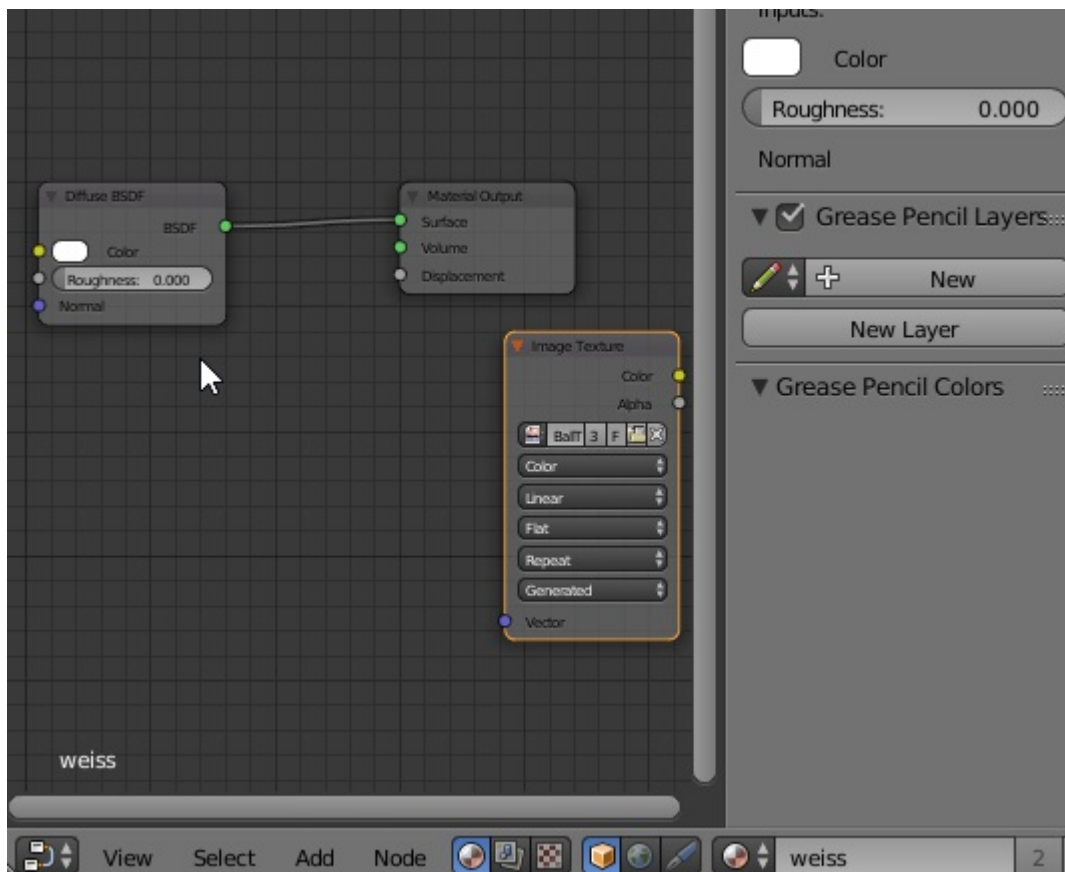 Inputs:
Color
Roughness: 0.000
Normal
Grease Pencil Layers
New
New Layer
Grease Pencil Colors
Diffuse BSDF
BSDF
Color
Roughness: 0.000
Normal
Material Output
Surface
Volume
Displacement
Image Texture
Color
Alpha
BallT 3 F
Color
Linear
Flat
Repeat
Generated
Vector
weiss
View Select Add Node weiss 2